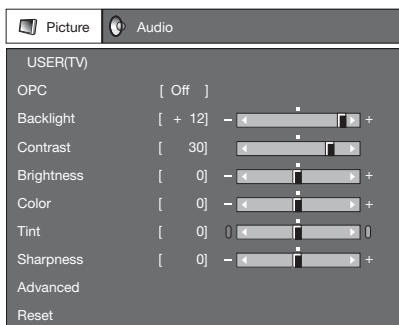 Picture Audio
USER(TV)
OPC [ Off ]
Backlight [ + 12] – +
Contrast [ 30]
Brightness [ 0] – +
Color [ 0] – +
Tint [ 0]
Sharpness [ 0] – +
Advanced
Reset